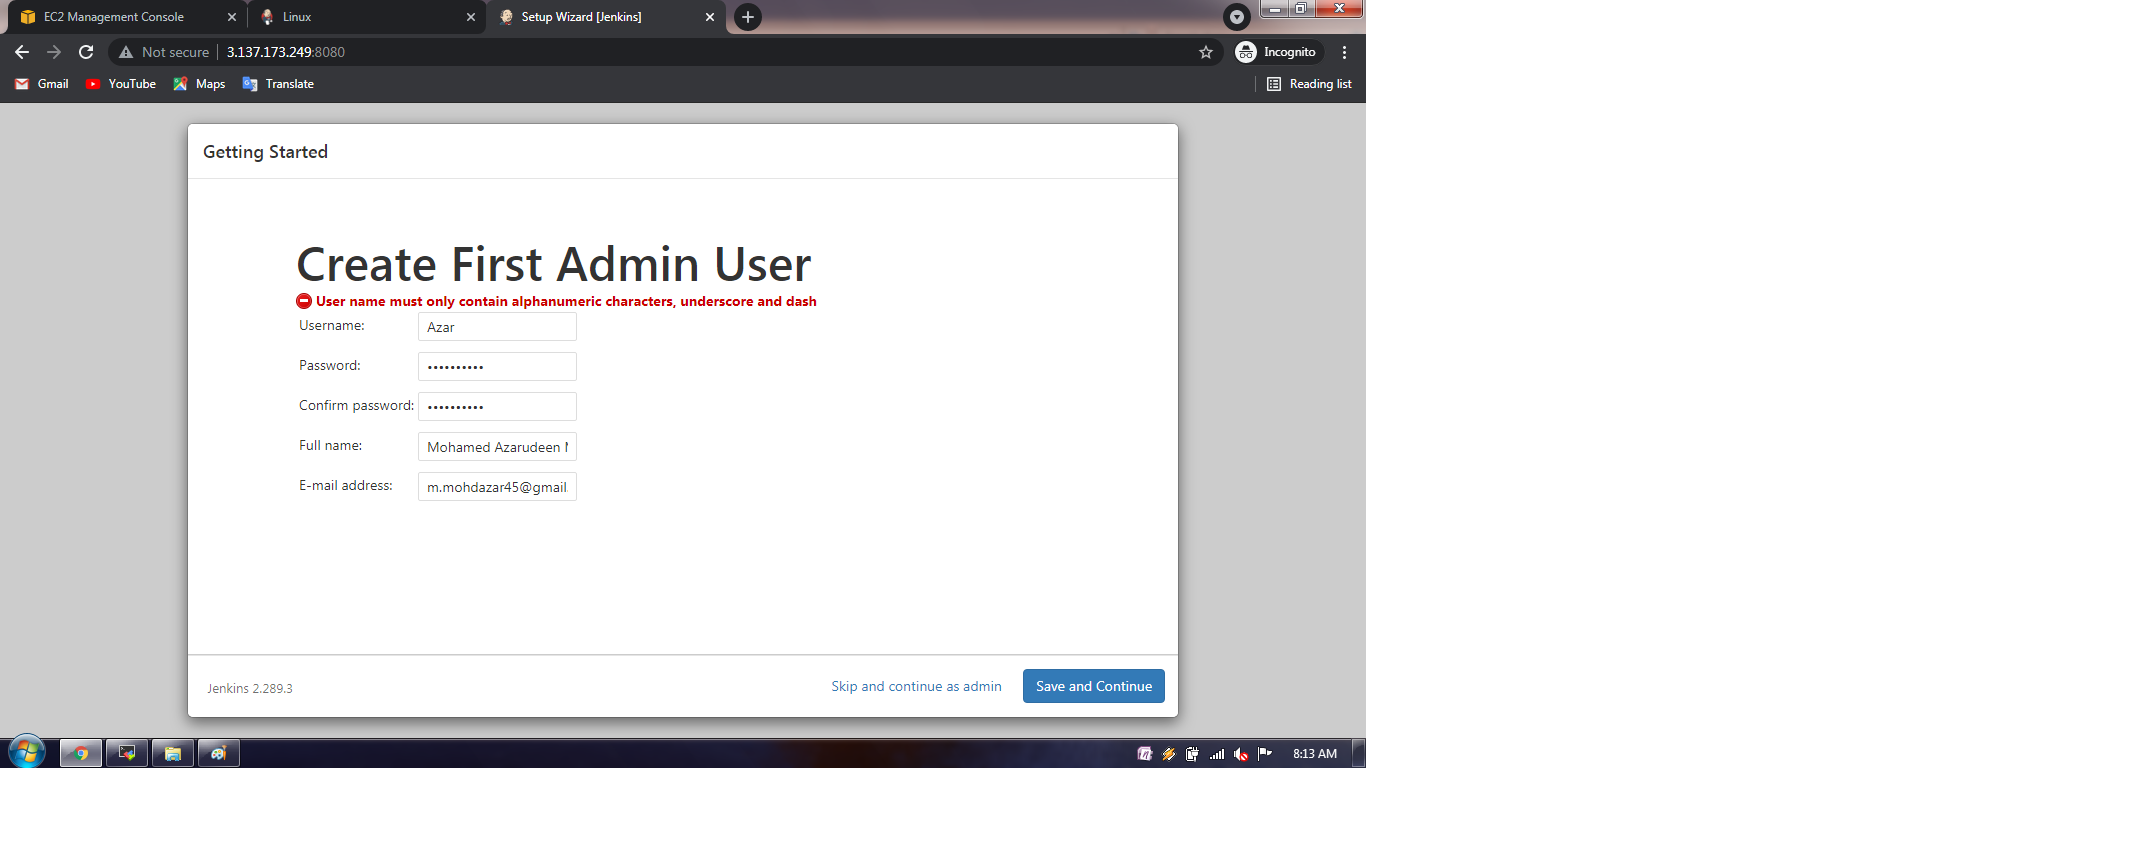 EC2 Management Console
Linux
Setup Wizard [Jenkins]
Not secure 3.137.173.249:8080
Incognito
Gmail YouTube Maps Translate
Reading list
Getting Started
Create First Admin User
User name must only contain alphanumeric characters, underscore and dash
Username: Azar
Password: ••••••••••
Confirm password: ••••••••••
Full name: Mohamed Azarudeen
E-mail address: m.mohdazar45@gmail.
Jenkins 2.289.3
Skip and continue as admin
Save and Continue
8:13 AM